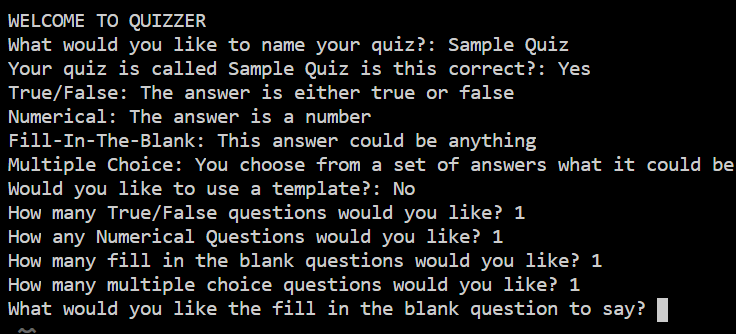 WELCOME TO QUIZZER
What would you like to name your quiz?: Sample Quiz
Your quiz is called Sample Quiz is this correct?: Yes
True/False: The answer is either true or false
Numerical: The answer is a number
Fill-In-The-Blank: This answer could be anything
Multiple Choice: You choose from a set of answers what it could be
Would you like to use a template?: No
How many True/False questions would you like? 1
How any Numerical Questions would you like? 1
How many fill in the blank questions would you like? 1
How many multiple choice questions would you like? 1
What would you like the fill in the blank question to say?